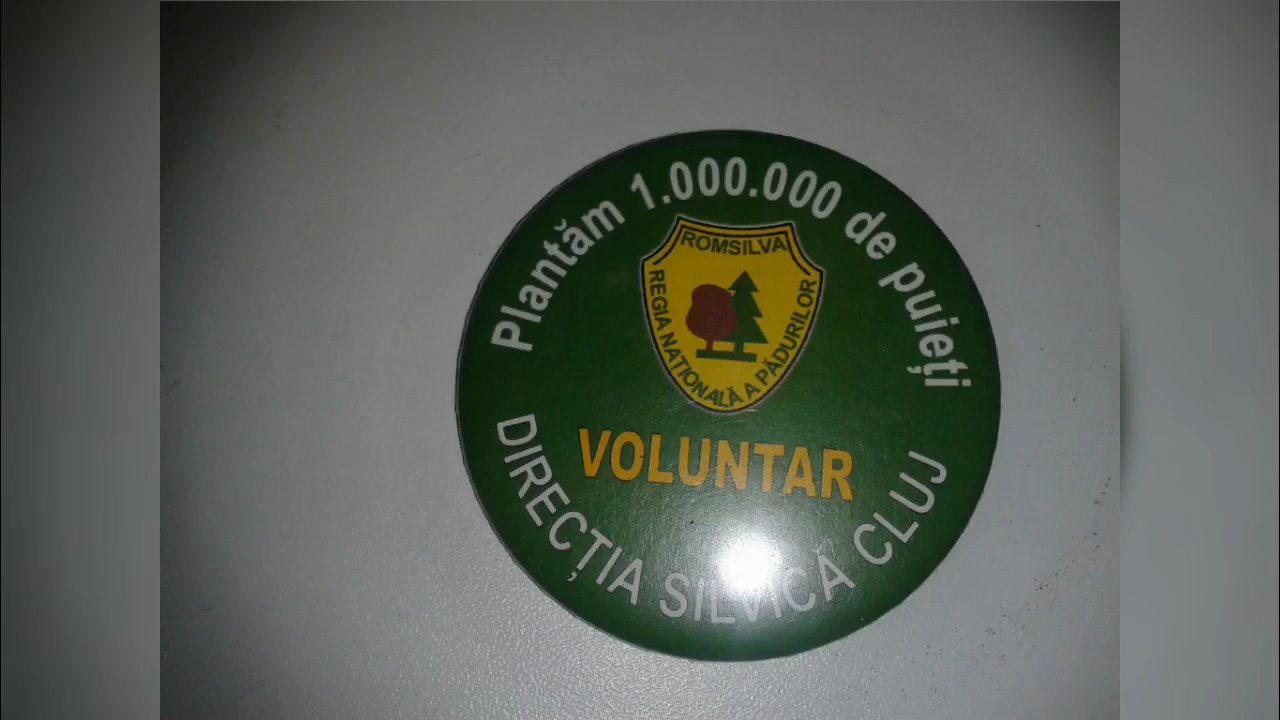 Plantăm 1.000.000 de puieți
ROMSILVA
REGIA NAȚIONALĂ A PĂDURILOR
VOLUNTAR
DIRECȚIA SILVICĂ CLUJ